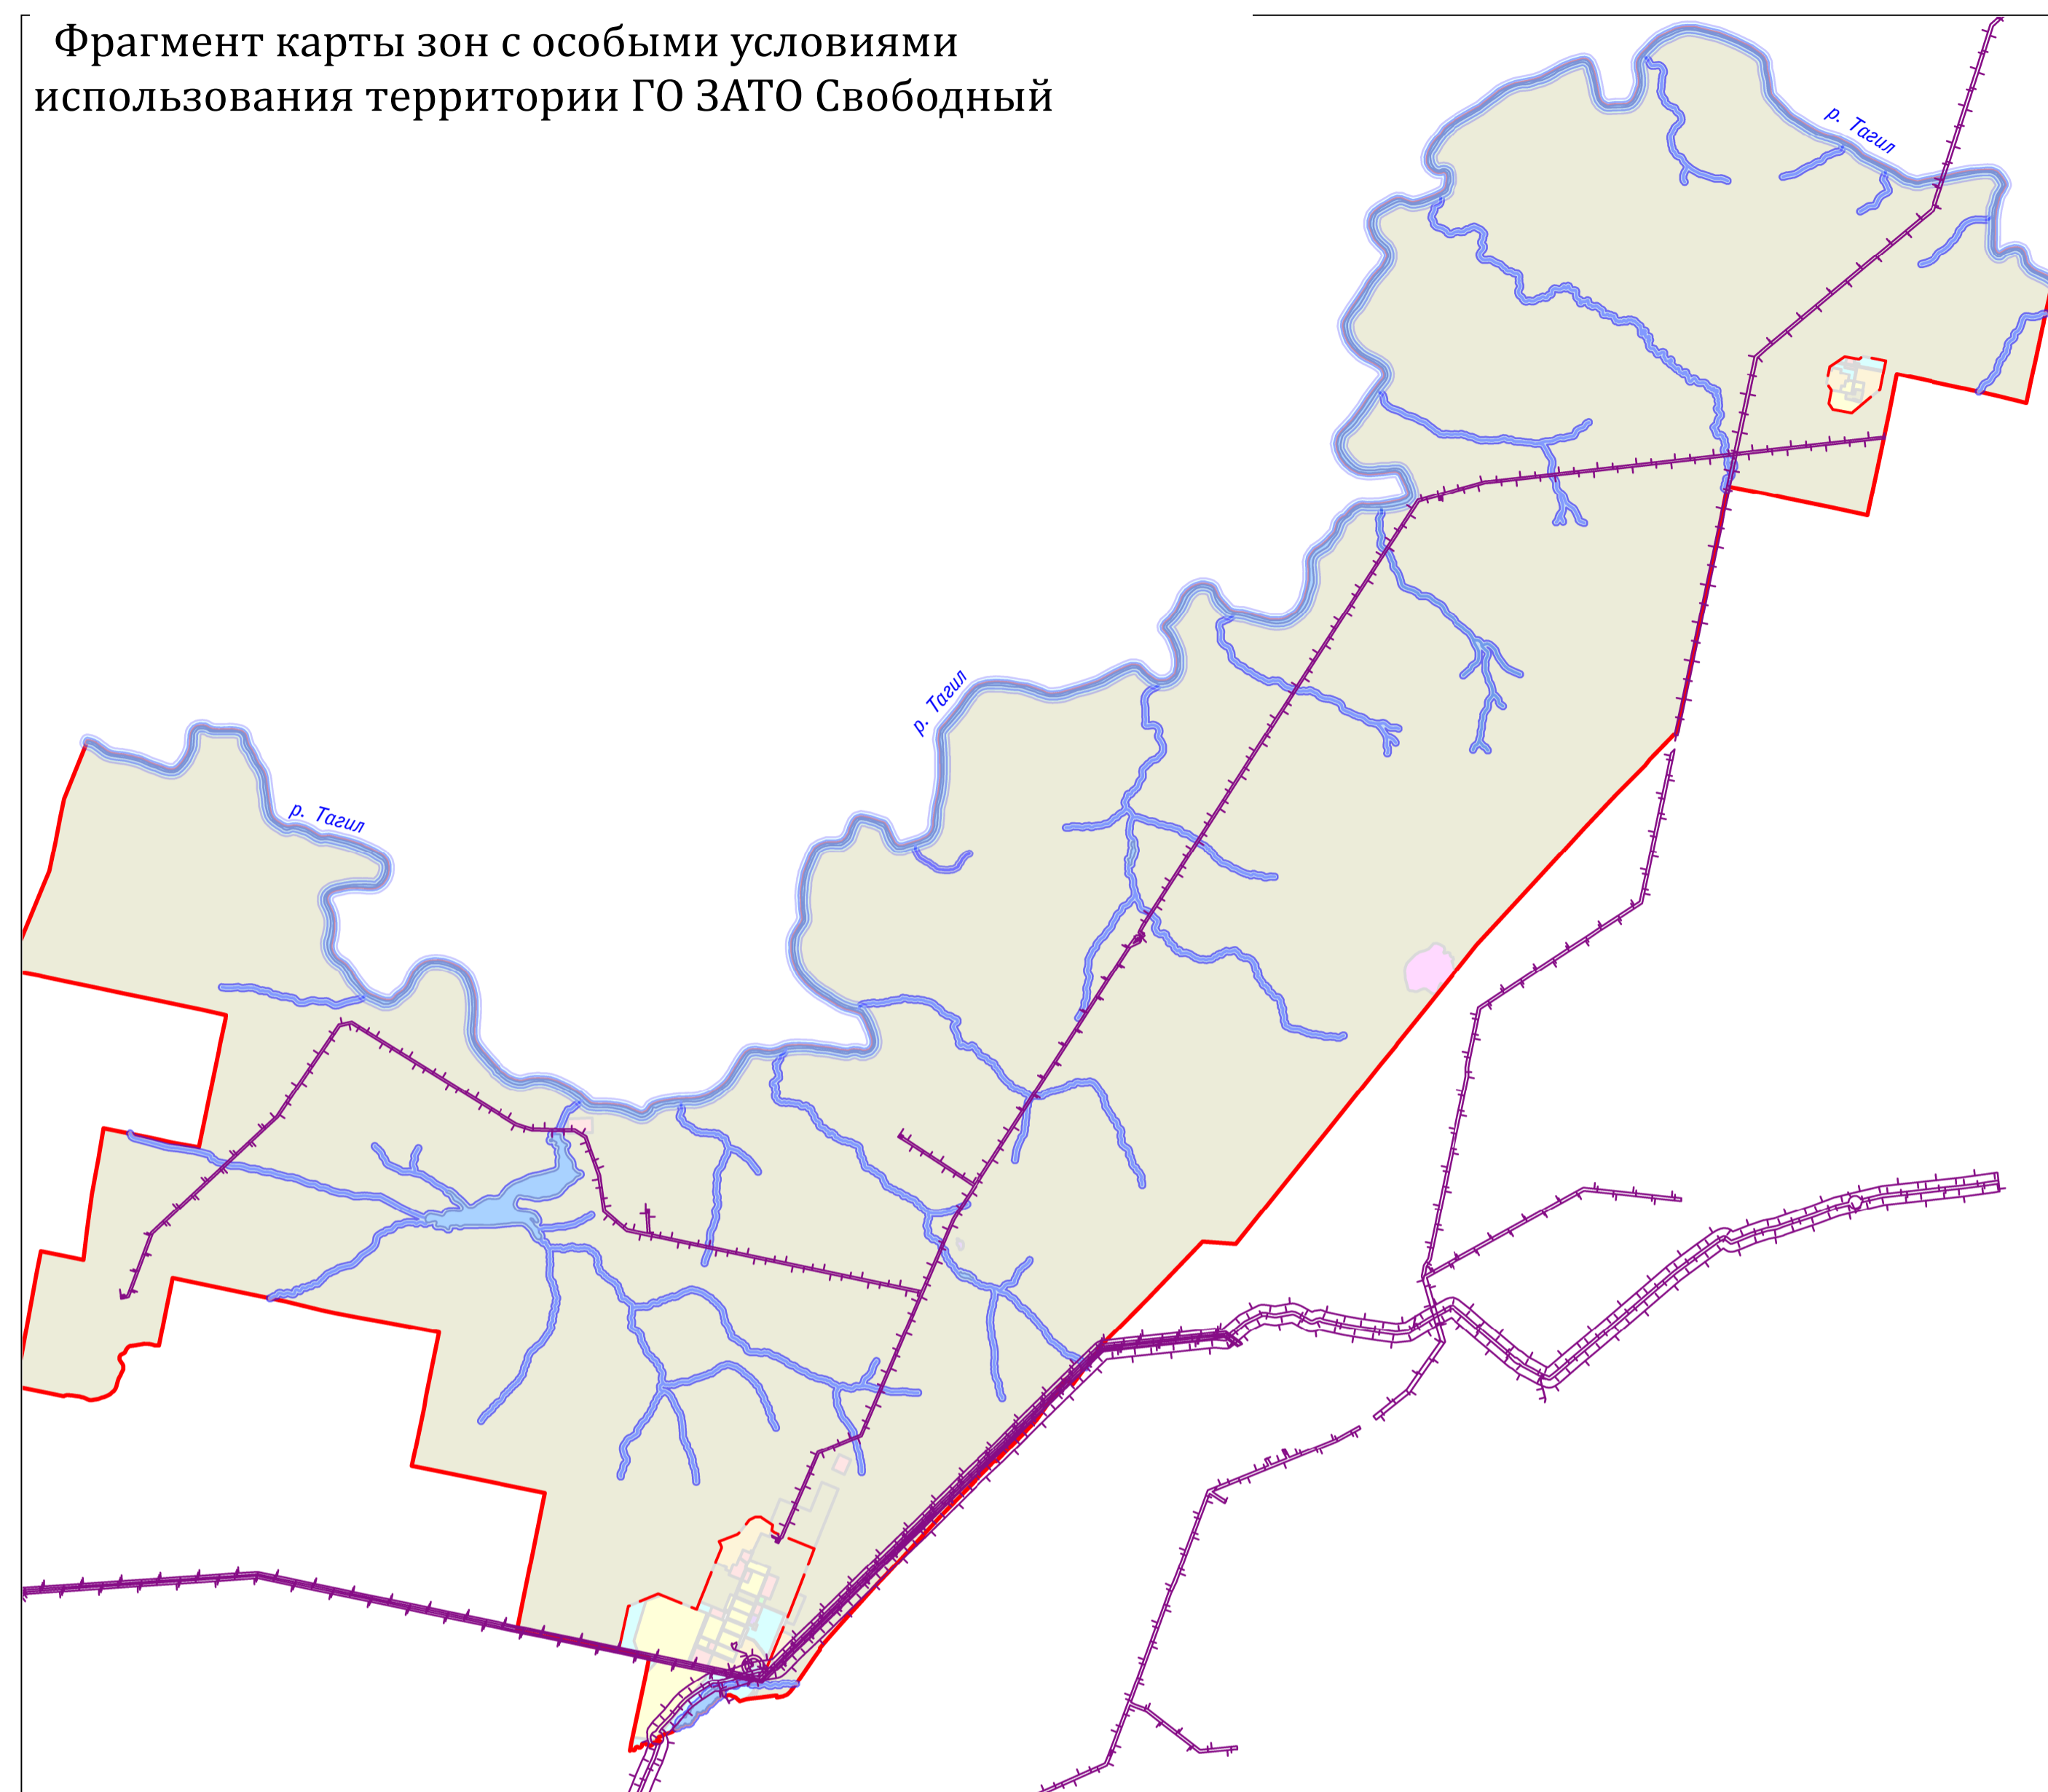 Фрагмент карты зон с особыми условиями
использования территории ГО ЗАТО Свободный
р. Тагил
р. Тагил
р. Тагил